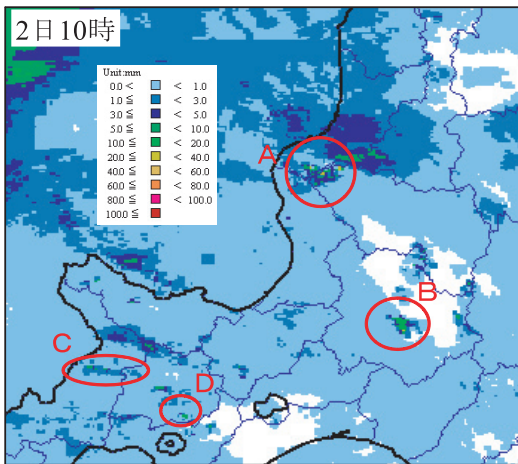 2日10時
Unit:mm
0.0 < < 1.0
1.0 ≦ < 3.0
3.0 ≦ < 5.0
5.0 ≦ < 10.0
10.0 ≦ < 20.0
20.0 ≦ < 40.0
40.0 ≦ < 60.0
60.0 ≦ < 80.0
80.0 ≦ < 100.0
100.0 ≦
A
B
C
D